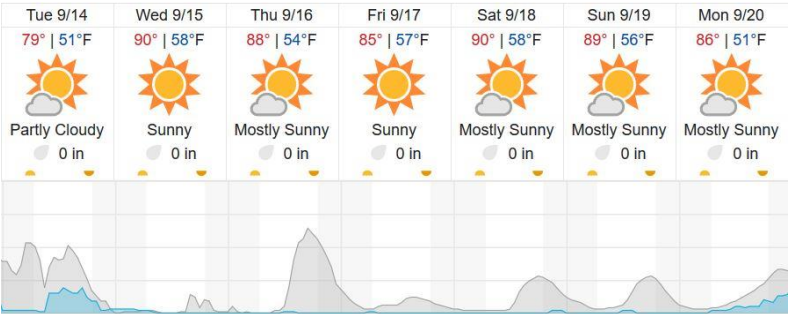 Tue 9/14 Wed 9/15 Thu 9/16 Fri 9/17 Sat 9/18 Sun 9/19 Mon 9/20
79° | 51°F 90° | 58°F 88° | 54°F 85° | 57°F 90° | 58°F 89° | 56°F 86° | 51°F
Partly Cloudy Sunny Mostly Sunny Sunny Mostly Sunny Mostly Sunny Mostly Sunny
0 in 0 in 0 in 0 in 0 in 0 in 0 in